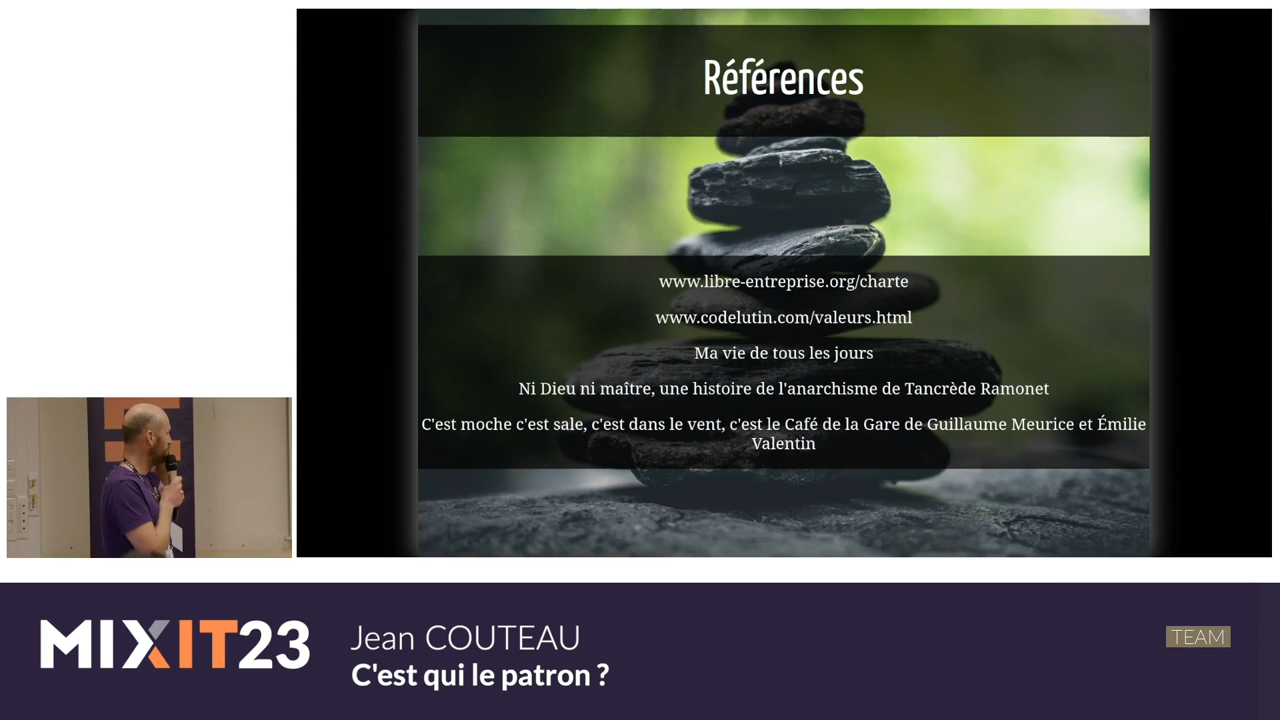 Références
www.libre-entreprise.org/charte
www.codelutin.com/valeurs.html
Ma vie de tous les jours
Ni Dieu ni maître, une histoire de l'anarchisme de Tancrède Ramonet
C'est moche c'est sale, c'est dans le vent, c'est le Café de la Gare de Guillaume Meurice et Émilie
Valentin
MIXIT23
Jean COUTEAU
C'est qui le patron ?
TEAM